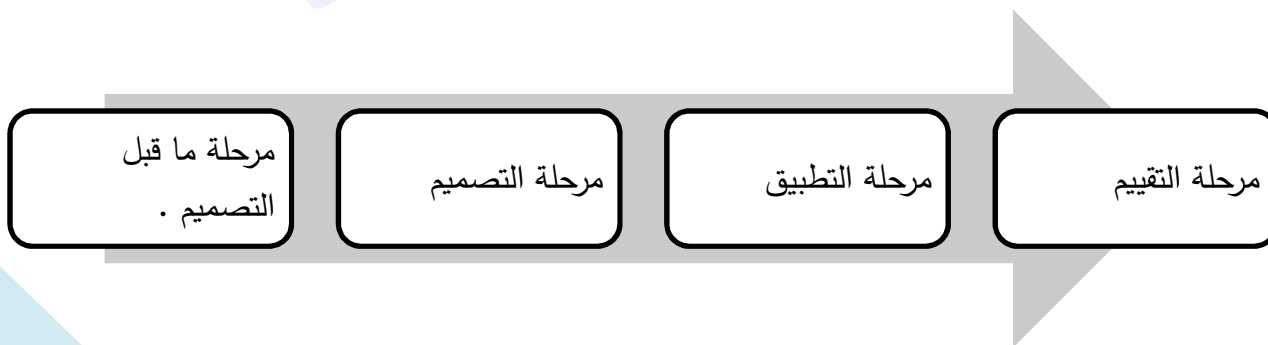 مرحلة ما قبل
التصميم .
مرحلة التصميم
مرحلة التطبيق
مرحلة التقييم